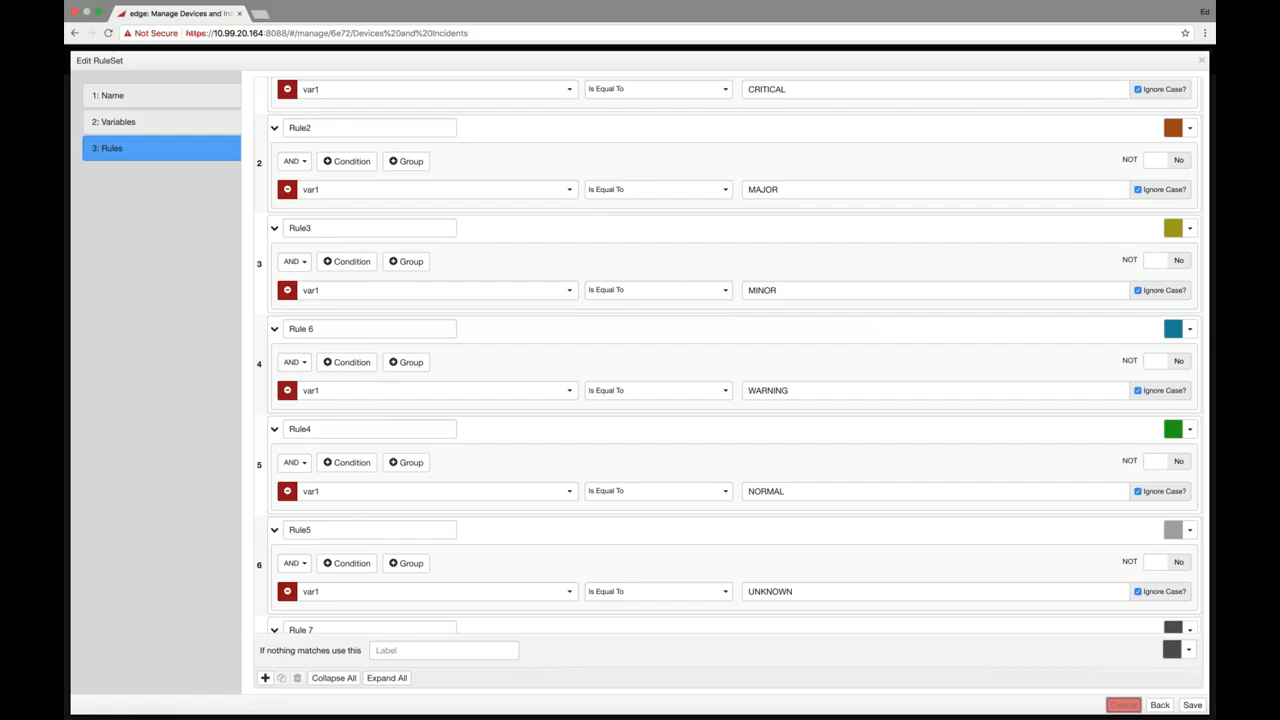 edge: Manage Devices and Inc
Ed
Not Secure https://10.99.20.164:8088/#/manage/6e72/Devices%20and%20Incidents
Edit RuleSet
1: Name
2: Variables
3: Rules
var1 Is Equal To CRITICAL Ignore Case?
Rule2
2 AND Condition Group NOT No
var1 Is Equal To MAJOR Ignore Case?
Rule3
3 AND Condition Group NOT No
var1 Is Equal To MINOR Ignore Case?
Rule 6
4 AND Condition Group NOT No
var1 Is Equal To WARNING Ignore Case?
Rule4
5 AND Condition Group NOT No
var1 Is Equal To NORMAL Ignore Case?
Rule5
6 AND Condition Group NOT No
var1 Is Equal To UNKNOWN Ignore Case?
Rule 7
If nothing matches use this Label
Collapse All Expand All
Cancel Back Save